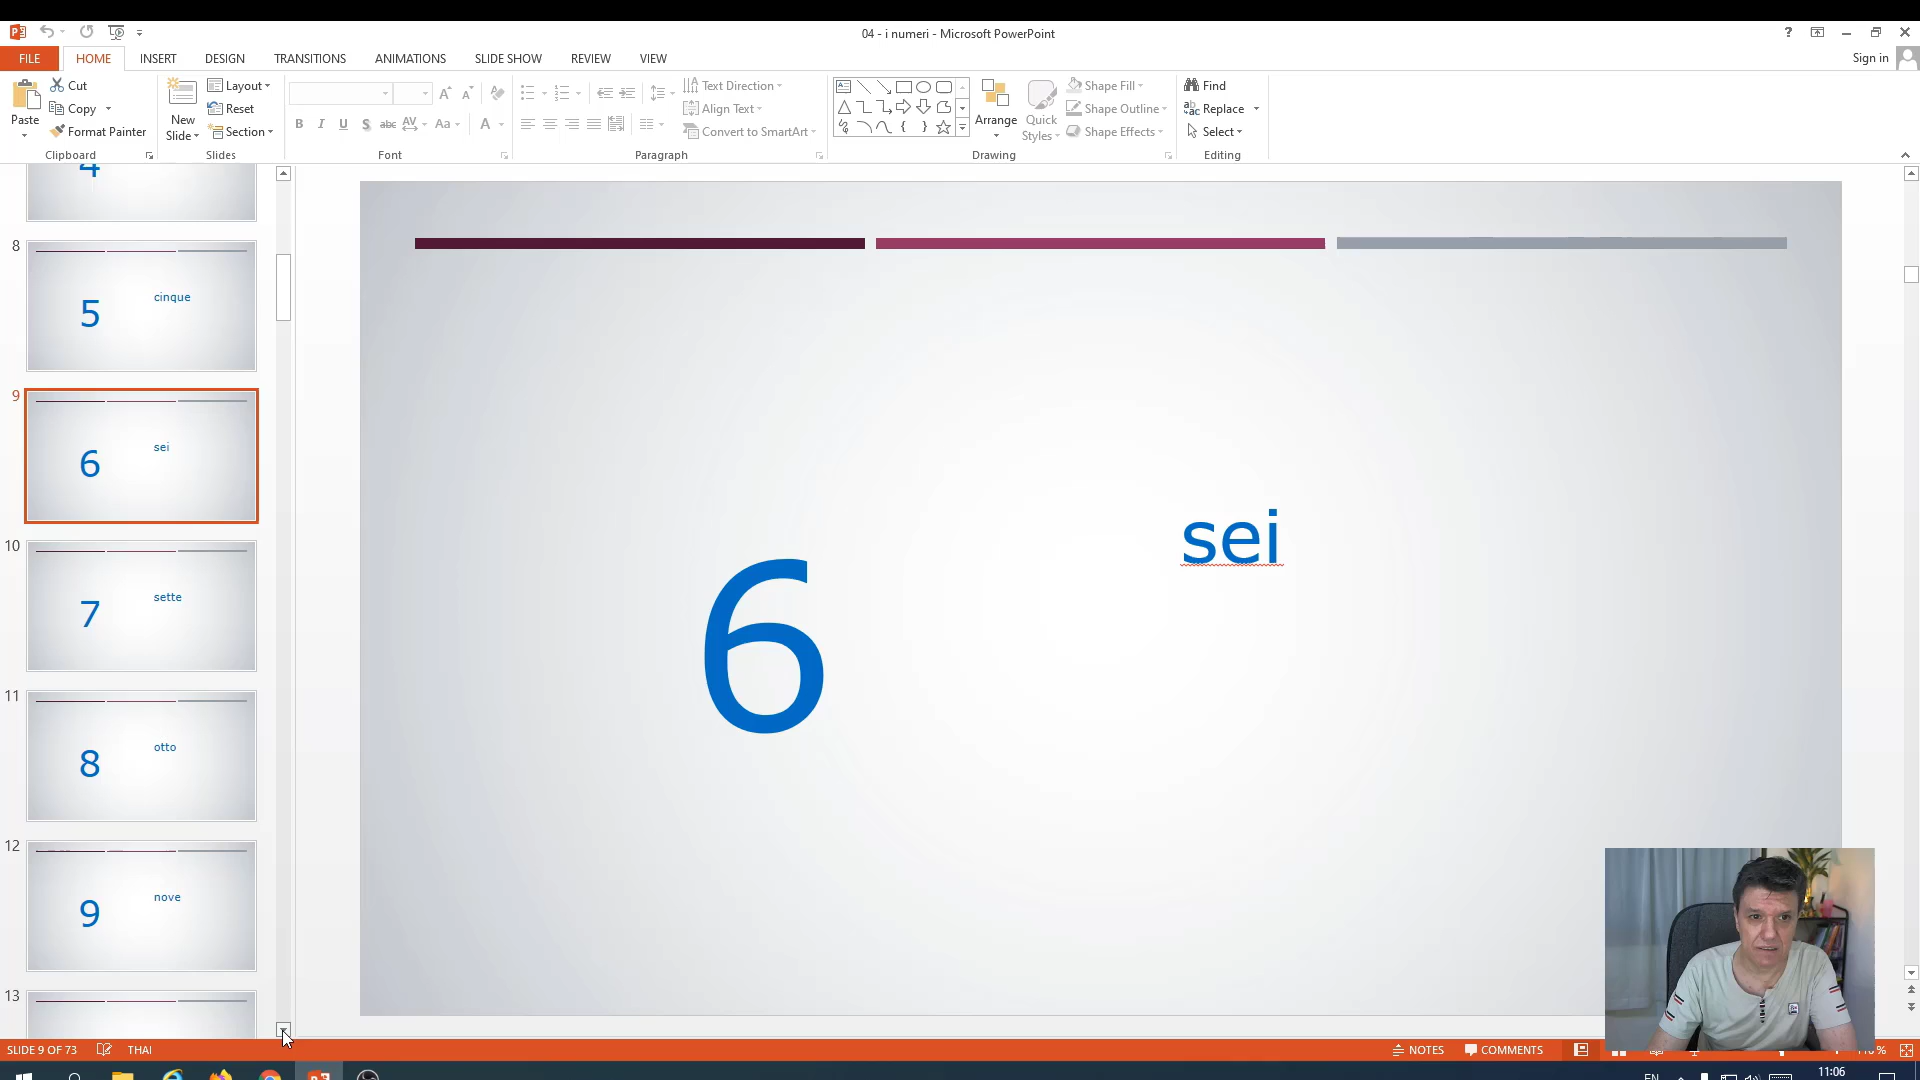 04 - i numeri - Microsoft PowerPoint
?
FILE HOME INSERT DESIGN TRANSITIONS ANIMATIONS SLIDE SHOW REVIEW VIEW
Sign in
Paste
Cut
Copy
Format Painter
Clipboard
New
Slide
Layout
Reset
Section
Slides
B I U S abc AV Aa A
Font
Text Direction
Align Text
Convert to SmartArt
Paragraph
Arrange
Quick
Styles
Shape Fill
Shape Outline
Shape Effects
Drawing
Find
Replace
Select
Editing
4
8
5 cinque
9
6 sei
10
7 sette
11
8 otto
12
9 nove
13
sei
6
SLIDE 9 OF 73
THAI
NOTES
COMMENTS
11:06